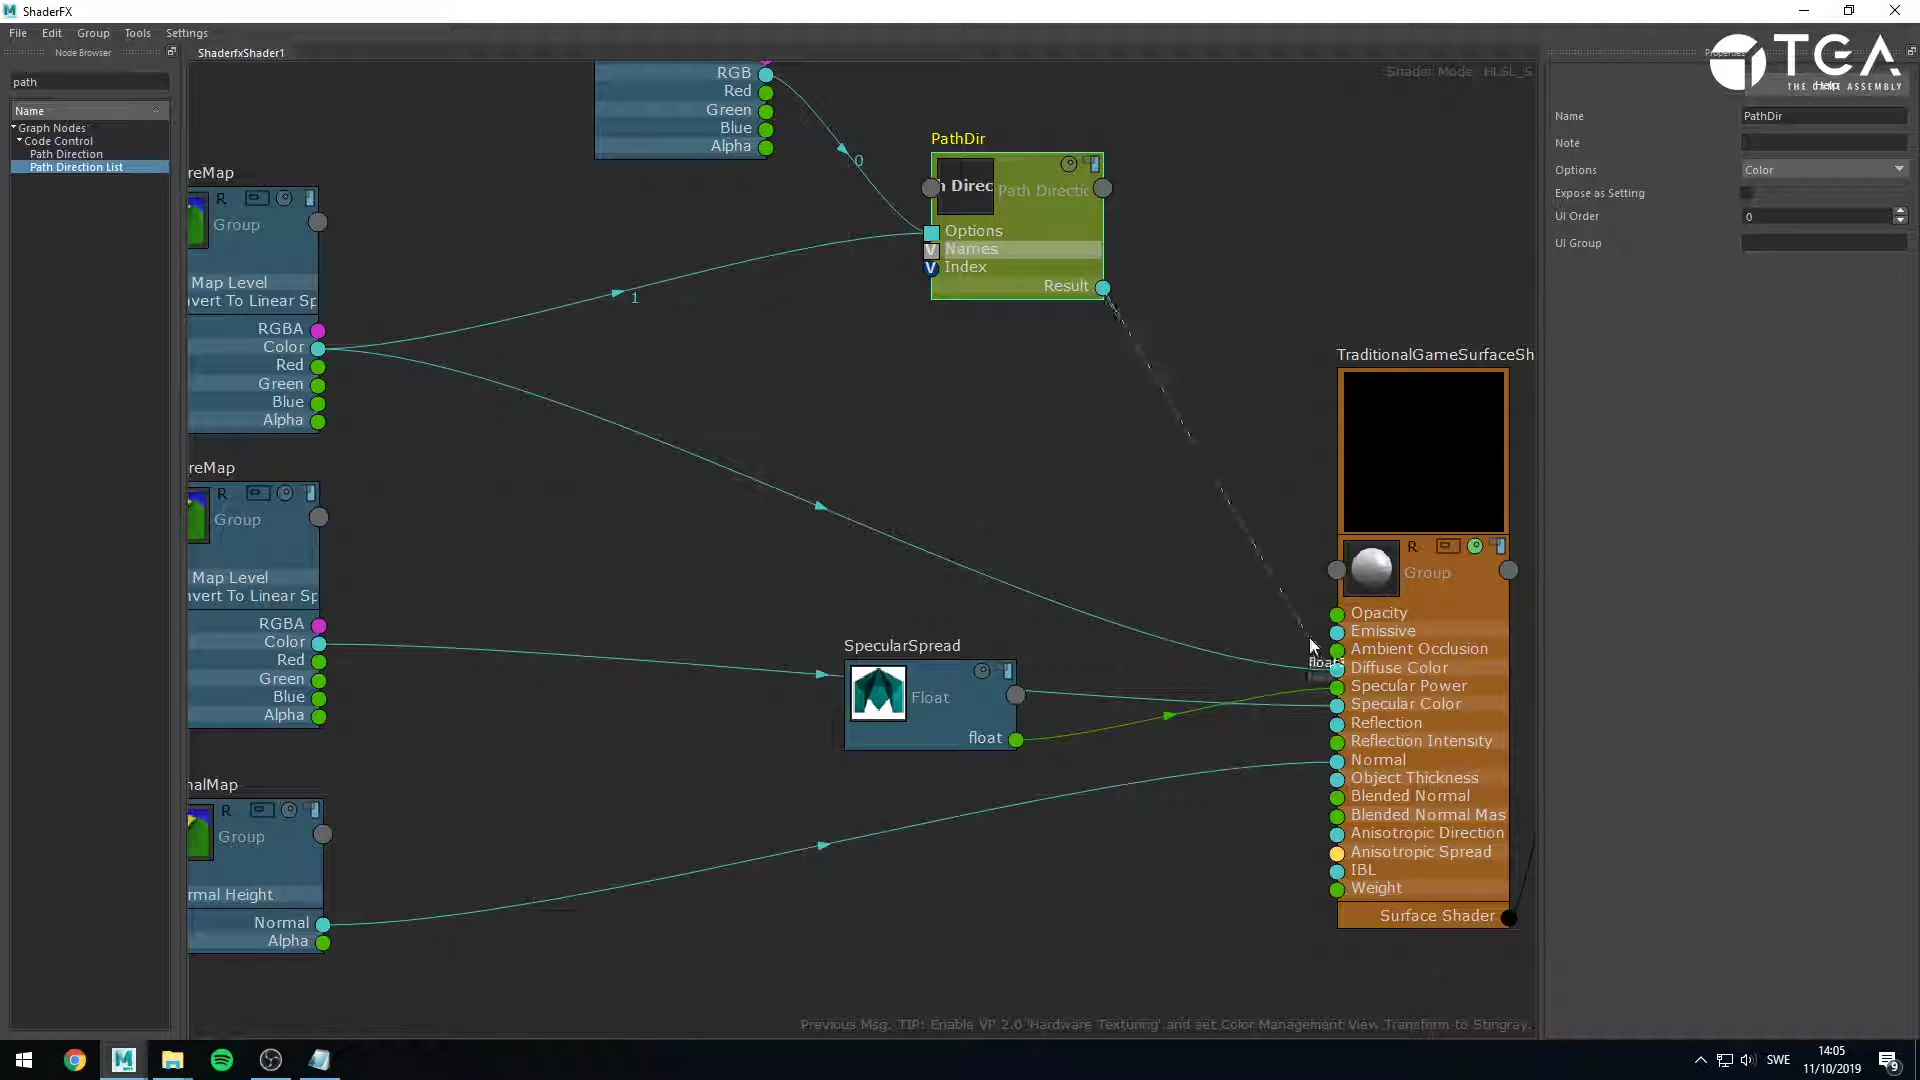 ShaderFX
File Edit Group Tools Settings
Node Browser
ShaderfxShader1
path
Name
Graph Nodes
Code Control
Path Direction
Path Direction List
reMap
R
Group
Map Level
nvert To Linear Sp
RGBA
Color
Red
Green
Blue
Alpha
reMap
R
Group
Map Level
nvert To Linear Sp
RGBA
Color
Red
Green
Blue
Alpha
nalMap
R
Group
rmal Height
Normal
Alpha
RGB
Red
Green
Blue
Alpha
0
1
PathDir
h Direc
Path Directic
Options
V Names
V Index
Result
SpecularSpread
Float
float
TraditionalGameSurfaceSh
R
Group
Opacity
Emissive
Ambient Occlusion
float
Diffuse Color
Specular Power
Specular Color
Reflection
Reflection Intensity
Normal
Object Thickness
Blended Normal
Blended Normal Mas
Anisotropic Direction
Anisotropic Spread
IBL
Weight
Surface Shader
Shader Mode HLSL_5
Previous Msg. TIP: Enable VP 2.0 'Hardware Texturing' and set Color Management View Transform to Stingray.
TGA
THE GAME ASSEMBLY
Help
Name PathDir
Note
Options Color
Expose as Setting
UI Order 0
UI Group
SWE
14:05
11/10/2019
9